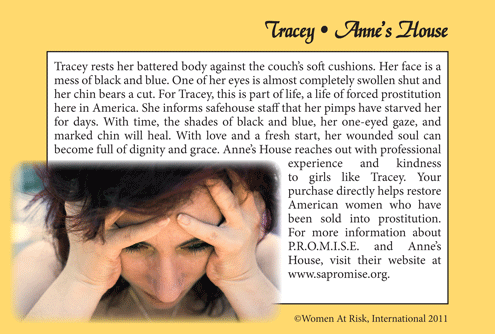 Tracey • Anne's House
Tracey rests her battered body against the couch's soft cushions. Her face is a
mess of black and blue. One of her eyes is almost completely swollen shut and
her chin bears a cut. For Tracey, this is part of life, a life of forced prostitution
here in America. She informs safehouse staff that her pimps have starved her
for days. With time, the shades of black and blue, her one-eyed gaze, and
marked chin will heal. With love and a fresh start, her wounded soul can
become full of dignity and grace. Anne's House reaches out with professional
experience and kindness
to girls like Tracey. Your
purchase directly helps restore
American women who have
been sold into prostitution.
For more information about
P.R.O.M.I.S.E. and Anne's
House, visit their website at
www.sapromise.org.
©Women At Risk, International 2011